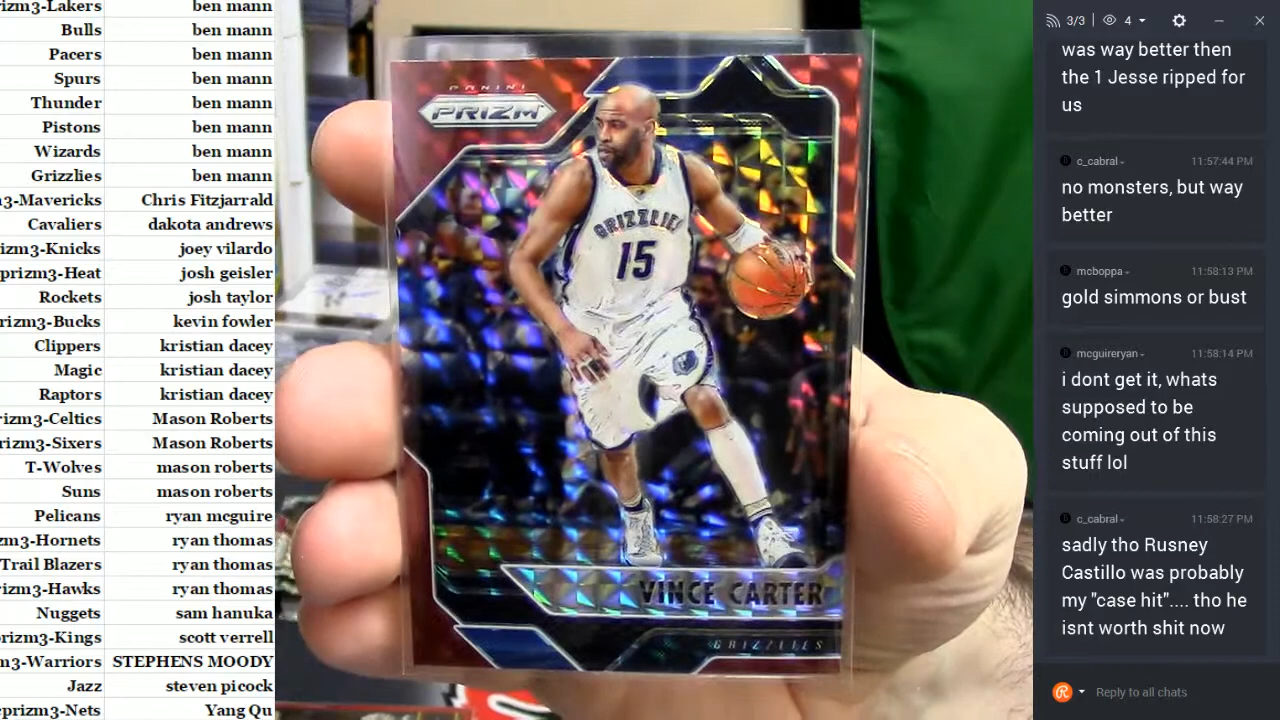 izm3-Lakers ben mann
Bulls ben mann
Pacers ben mann
Spurs ben mann
Thunder ben mann
Pistons ben mann
Wizards ben mann
Grizzlies ben mann
n3-Mavericks Chris Fitzjarrald
Cavaliers dakota andrews
izm3-Knicks joey vilardo
prizm3-Heat josh geisler
Rockets josh taylor
rizm3-Bucks kevin fowler
Clippers kristian dacey
Magic kristian dacey
Raptors kristian dacey
izm3-Celtics Mason Roberts
izm3-Sixers Mason Roberts
T-Wolves mason roberts
Suns mason roberts
Pelicans ryan mcguire
zm3-Hornets ryan thomas
Trail Blazers ryan thomas
izm3-Hawks ryan thomas
Nuggets sam hanuka
rizm3-Kings scott verrell
m3-Warriors STEPHENS MOODY
Jazz steven picock
prizm3-Nets Yang Qu
PANINI
PRIZM
GRIZZLIES
15
VINCE CARTER
GRIZZLIES
3/3 4
was way better then
the 1 Jesse ripped for
us
c_cabral 11:57:44 PM
no monsters, but way
better
mcboppa 11:58:13 PM
gold simmons or bust
mcguireryan 11:58:14 PM
i dont get it, whats
supposed to be
coming out of this
stuff lol
c_cabral 11:58:27 PM
sadly tho Rusney
Castillo was probably
my "case hit".... tho he
isnt worth shit now
Reply to all chats